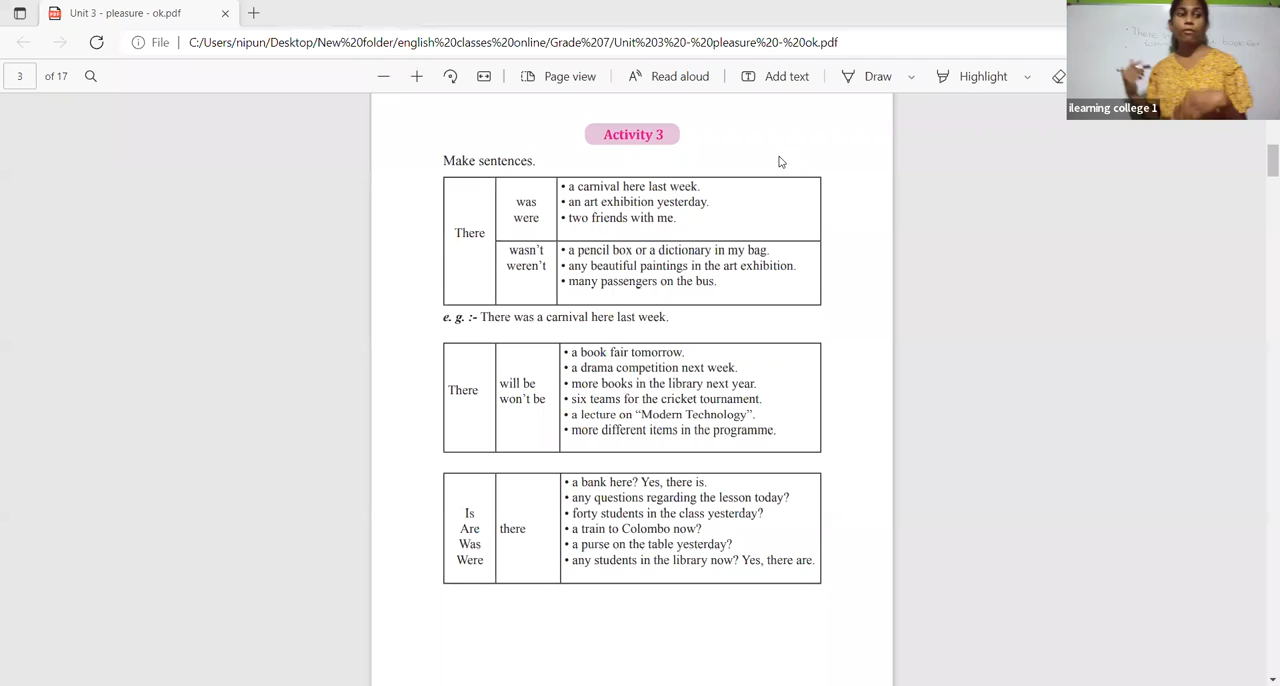 Unit 3 - pleasure - ok.pdf
File
C:/Users/nipun/Desktop/New%20folder/english%20classes%20online/Grade%207/Unit%203%20-%20pleasure%20-%20ok.pdf
3 of 17
Page view
Read aloud
Add text
Draw
Highlight
There
ilearning college 1
Activity 3
Make sentences.
There
was
were
• a carnival here last week.
• an art exhibition yesterday.
• two friends with me.
wasn't
weren't
• a pencil box or a dictionary in my bag.
• any beautiful paintings in the art exhibition.
• many passengers on the bus.
e. g. :- There was a carnival here last week.
There
will be
won't be
• a book fair tomorrow.
• a drama competition next week.
• more books in the library next year.
• six teams for the cricket tournament.
• a lecture on “Modern Technology”.
• more different items in the programme.
Is
Are
Was
Were
there
• a bank here? Yes, there is.
• any questions regarding the lesson today?
• forty students in the class yesterday?
• a train to Colombo now?
• a purse on the table yesterday?
• any students in the library now? Yes, there are.